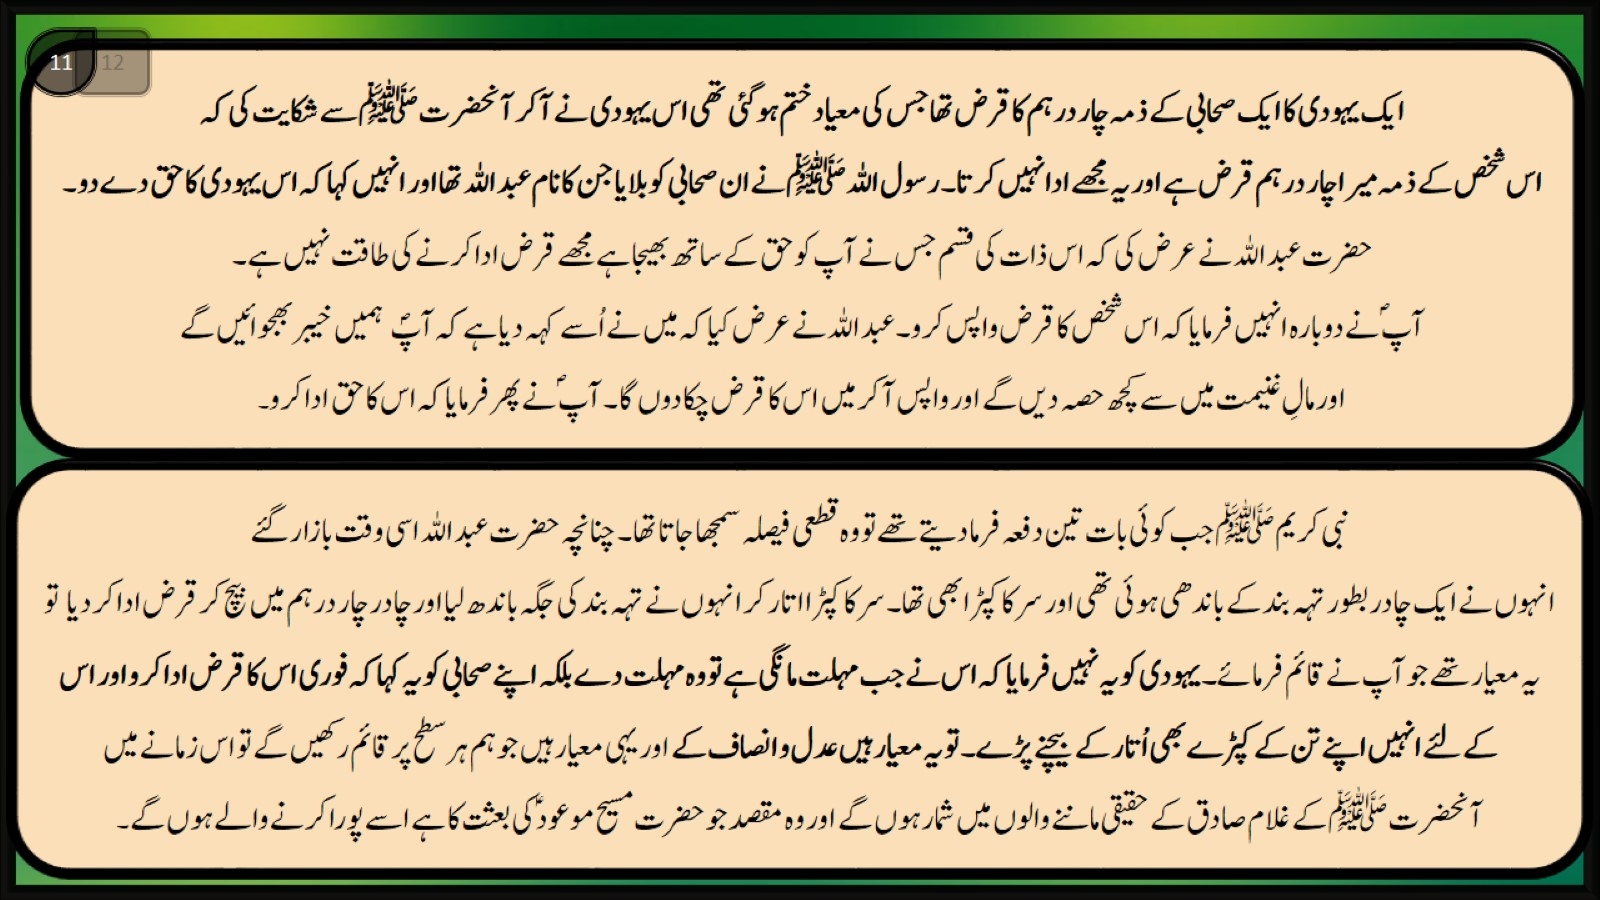 11
12
ایک یہودی کا ایک صحابی کے ذمہ چار درہم کا قرض تھا جس کی معیاد ختم ہوگئی تھی اس یہودی نے آکر آنحضرت ﷺ سے شکایت کی کہ
اس شخص کے ذمہ میرا چار درہم قرض ہے اور یہ مجھے ادا نہیں کرتا۔ رسول اللہ ﷺ نے ان صحابی کو بلایا جن کا نام عبداللہ تھا اور انہیں کہا کہ اس یہودی کا حق دے دو۔
حضرت عبداللہ نے عرض کی کہ اس ذات کی قسم جس نے آپ کو حق کے ساتھ بھیجا ہے مجھے قرض ادا کرنے کی طاقت نہیں ہے۔
آپؐ نے دوبارہ انہیں فرمایا کہ اس شخص کا قرض واپس کرو۔ عبداللہ نے عرض کیا کہ میں نے اُسے کہہ دیا ہے کہ آپؐ ہمیں خیبر بھجوائیں گے
اور مالِ غنیمت میں سے کچھ حصہ دیں گے اور واپس آکر میں اس کا قرض چکا دوں گا۔ آپؐ نے پھر فرمایا کہ اس کا حق ادا کرو۔
نبی کریم ﷺ جب کوئی بات تین دفعہ فرما دیتے تھے تو وہ قطعی فیصلہ سمجھا جاتا تھا۔ چنانچہ حضرت عبداللہ اسی وقت بازار گئے
انہوں نے ایک چادر بطور تہہ بند کے باندھی ہوئی تھی اور سر کا کپڑا بھی تھا۔ سر کا کپڑا اتار کر انہوں نے تہہ بند کی جگہ باندھ لیا اور چادر چار درہم میں بیچ کر قرض ادا کر دیا تو
یہ معیار تھے جو آپ نے قائم فرمائے۔ یہودی کو یہ نہیں فرمایا کہ اس نے جب مہلت مانگی ہے تو وہ مہلت دے بلکہ اپنے صحابی کو یہ کہا کہ فوری اس کا قرض ادا کرو اور اس
کے لئے انہیں اپنے تن کے کپڑے بھی اُتار کے بیچنے پڑے۔ تو یہ معیار ہیں عدل و انصاف کے اور یہی معیار ہیں جو ہم ہر سطح پر قائم رکھیں گے تو اس زمانے میں
آنحضرت ﷺ کے غلام صادق کے حقیقی ماننے والوں میں شمار ہوں گے اور وہ مقصد جو حضرت مسیح موعودؑ کی بعثت کا ہے اسے پورا کرنے والے ہوں گے۔